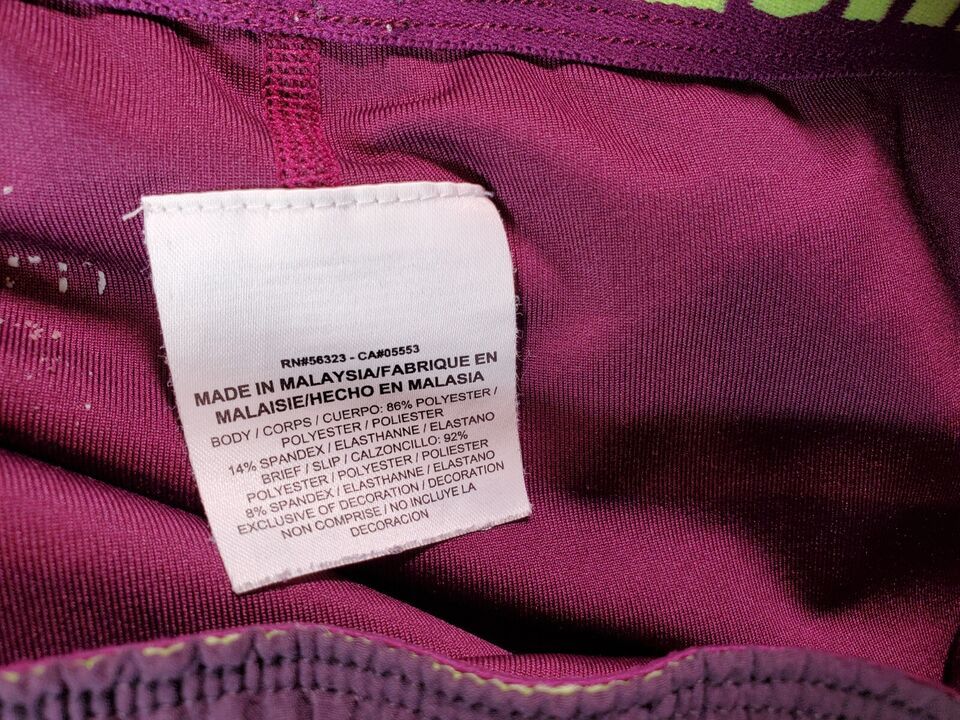 RN#56323 - CA#05553
MADE IN MALAYSIA/FABRIQUE EN
MALAISIE/HECHO EN MALASIA
BODY / CORPS / CUERPO: 86% POLYESTER /
POLYESTER / POLIESTER
14% SPANDEX / ELASTHANNE / ELASTANO
BRIEF / SLIP / CALZONCILLO: 92%
POLYESTER / POLYESTER / POLIESTER
8% SPANDEX / ELASTHANNE / ELASTANO
EXCLUSIVE OF DECORATION / DECORATION
NON COMPRISE / NO INCLUYE LA
DECORACION